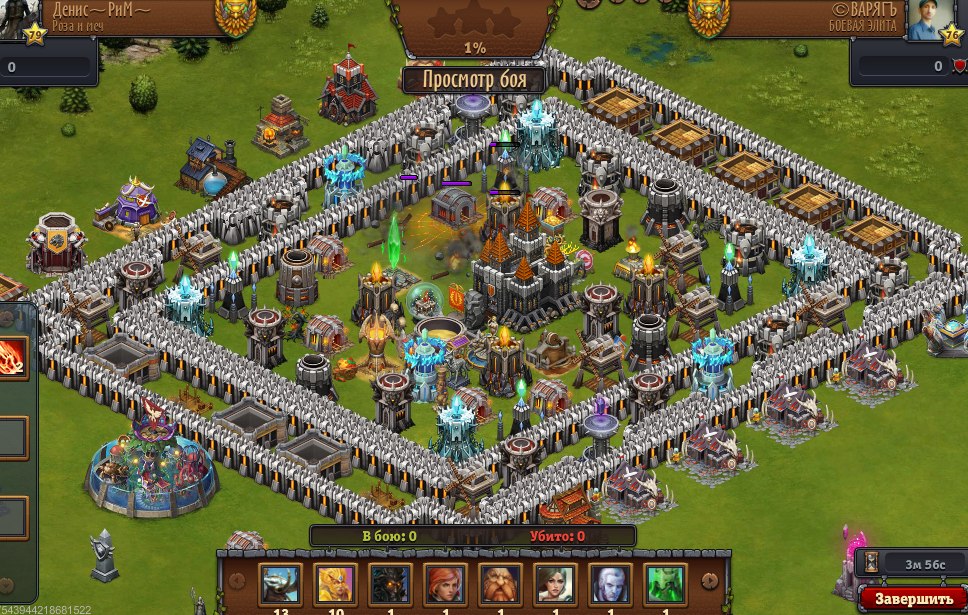 Денис~ РиМ~
Роза и меч
79
0
1%
Просмотр боя
©ВАРЯГЪ
БОЕВАЯ ЭЛИТА
76
0
В бою: 0
Убито: 0
13
10
1
1
1
1
1
1
3м 56с
Завершить
543944218681522